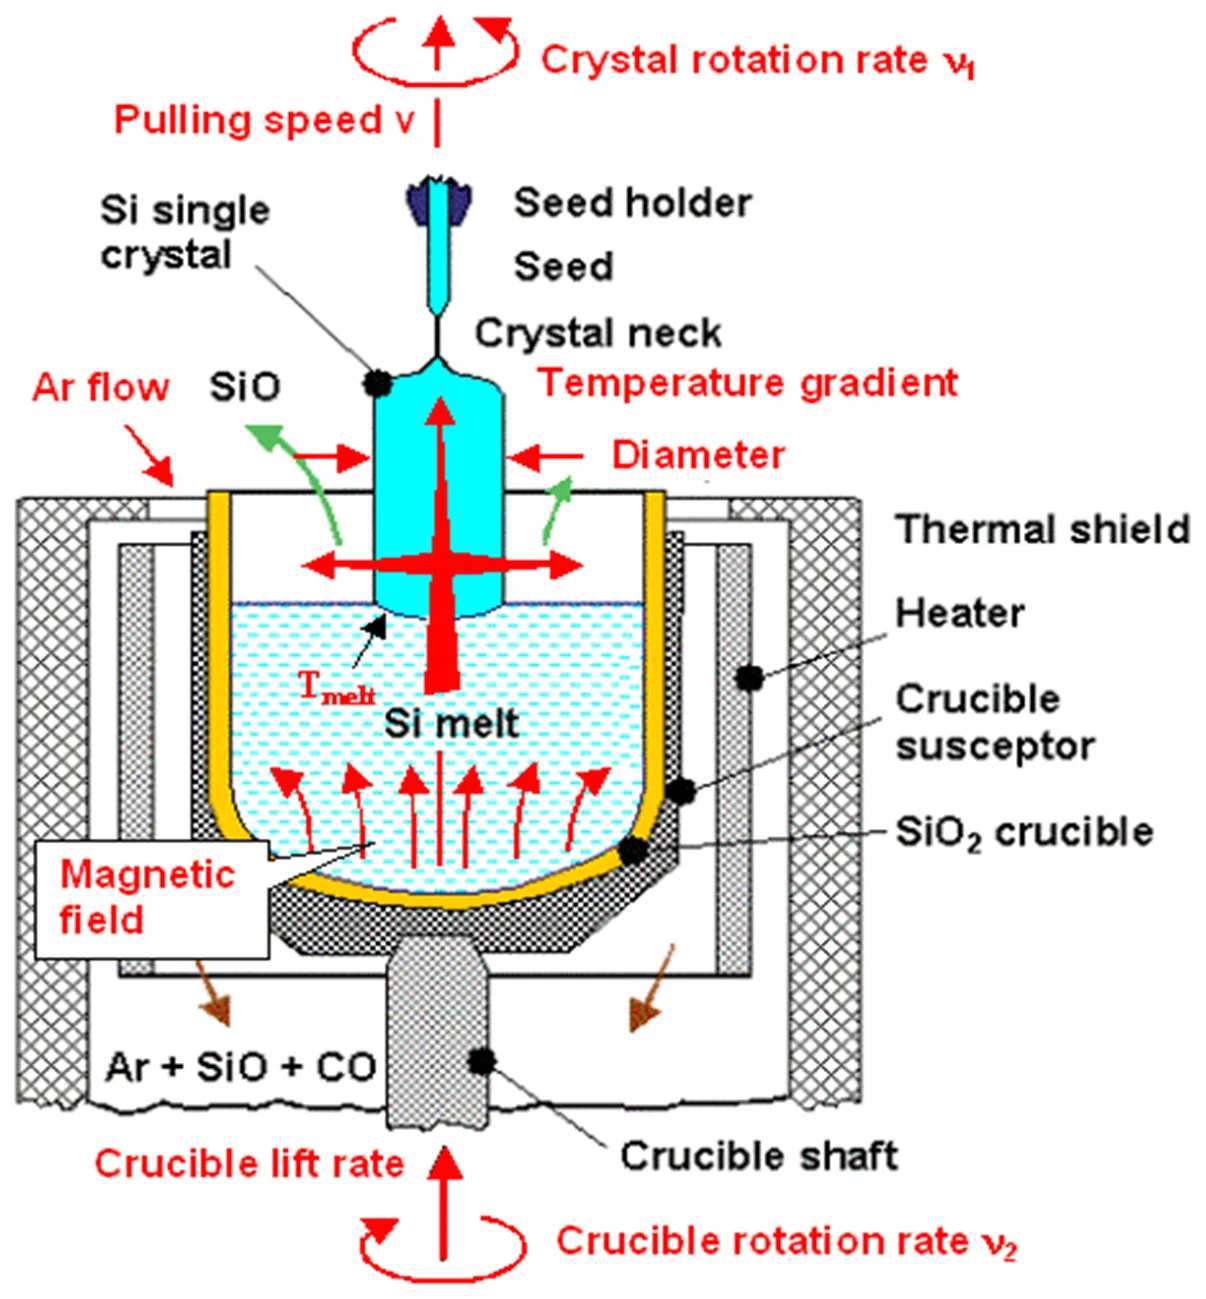 Crystal rotation rate ν1
Pulling speed v
Si single
crystal
Seed holder
Seed
Crystal neck
Ar flow
SiO
Temperature gradient
Diameter
Thermal shield
Heater
Tmelt
Crucible
susceptor
Si melt
SiO2 crucible
Magnetic
field
Ar + SiO + CO
Crucible lift rate
Crucible shaft
Crucible rotation rate ν2